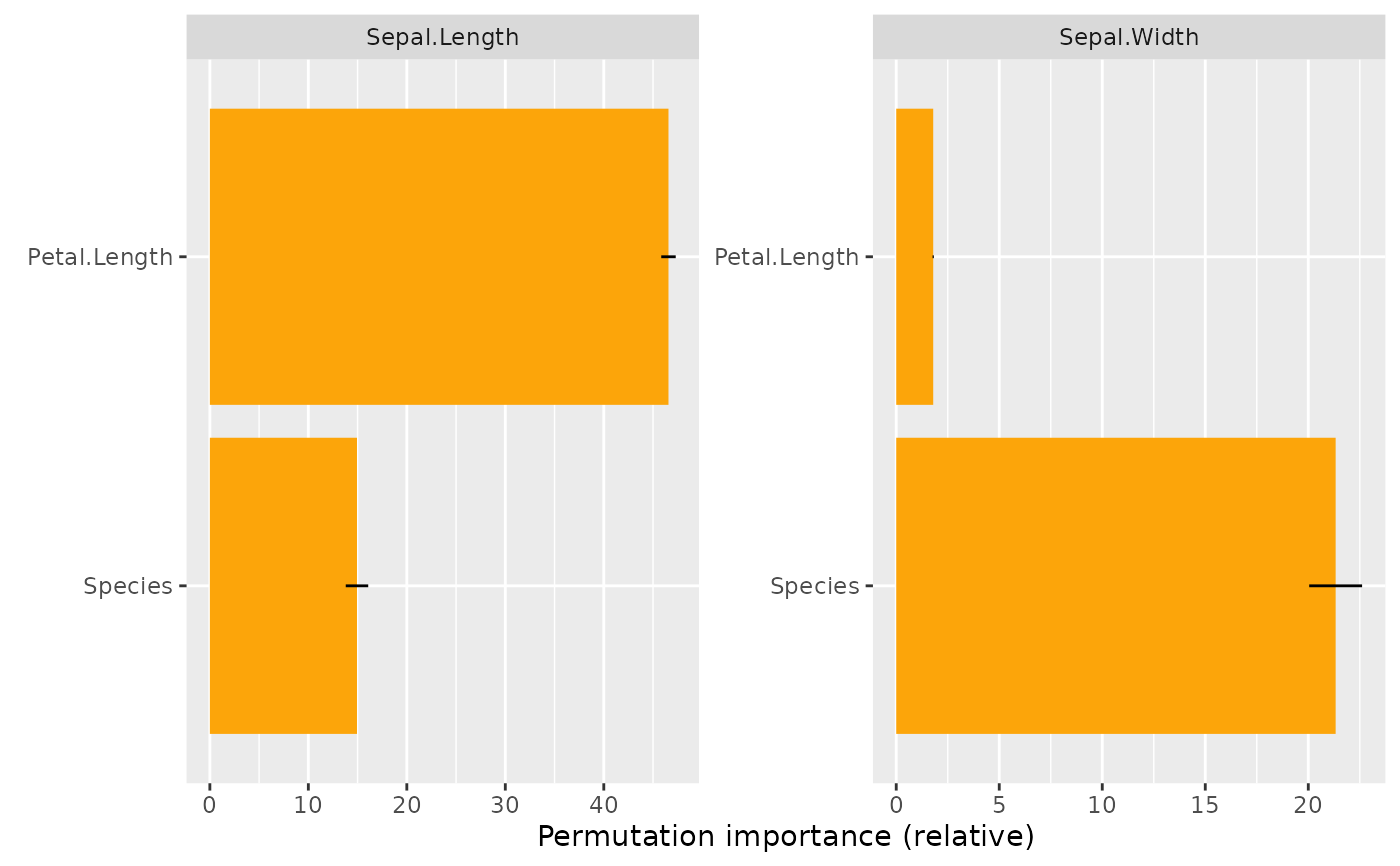 Sepal.Length
Sepal.Width
Petal.Length
Petal.Length
Species
Species
0 10 20 30 40
0 5 10 15 20
Permutation importance (relative)